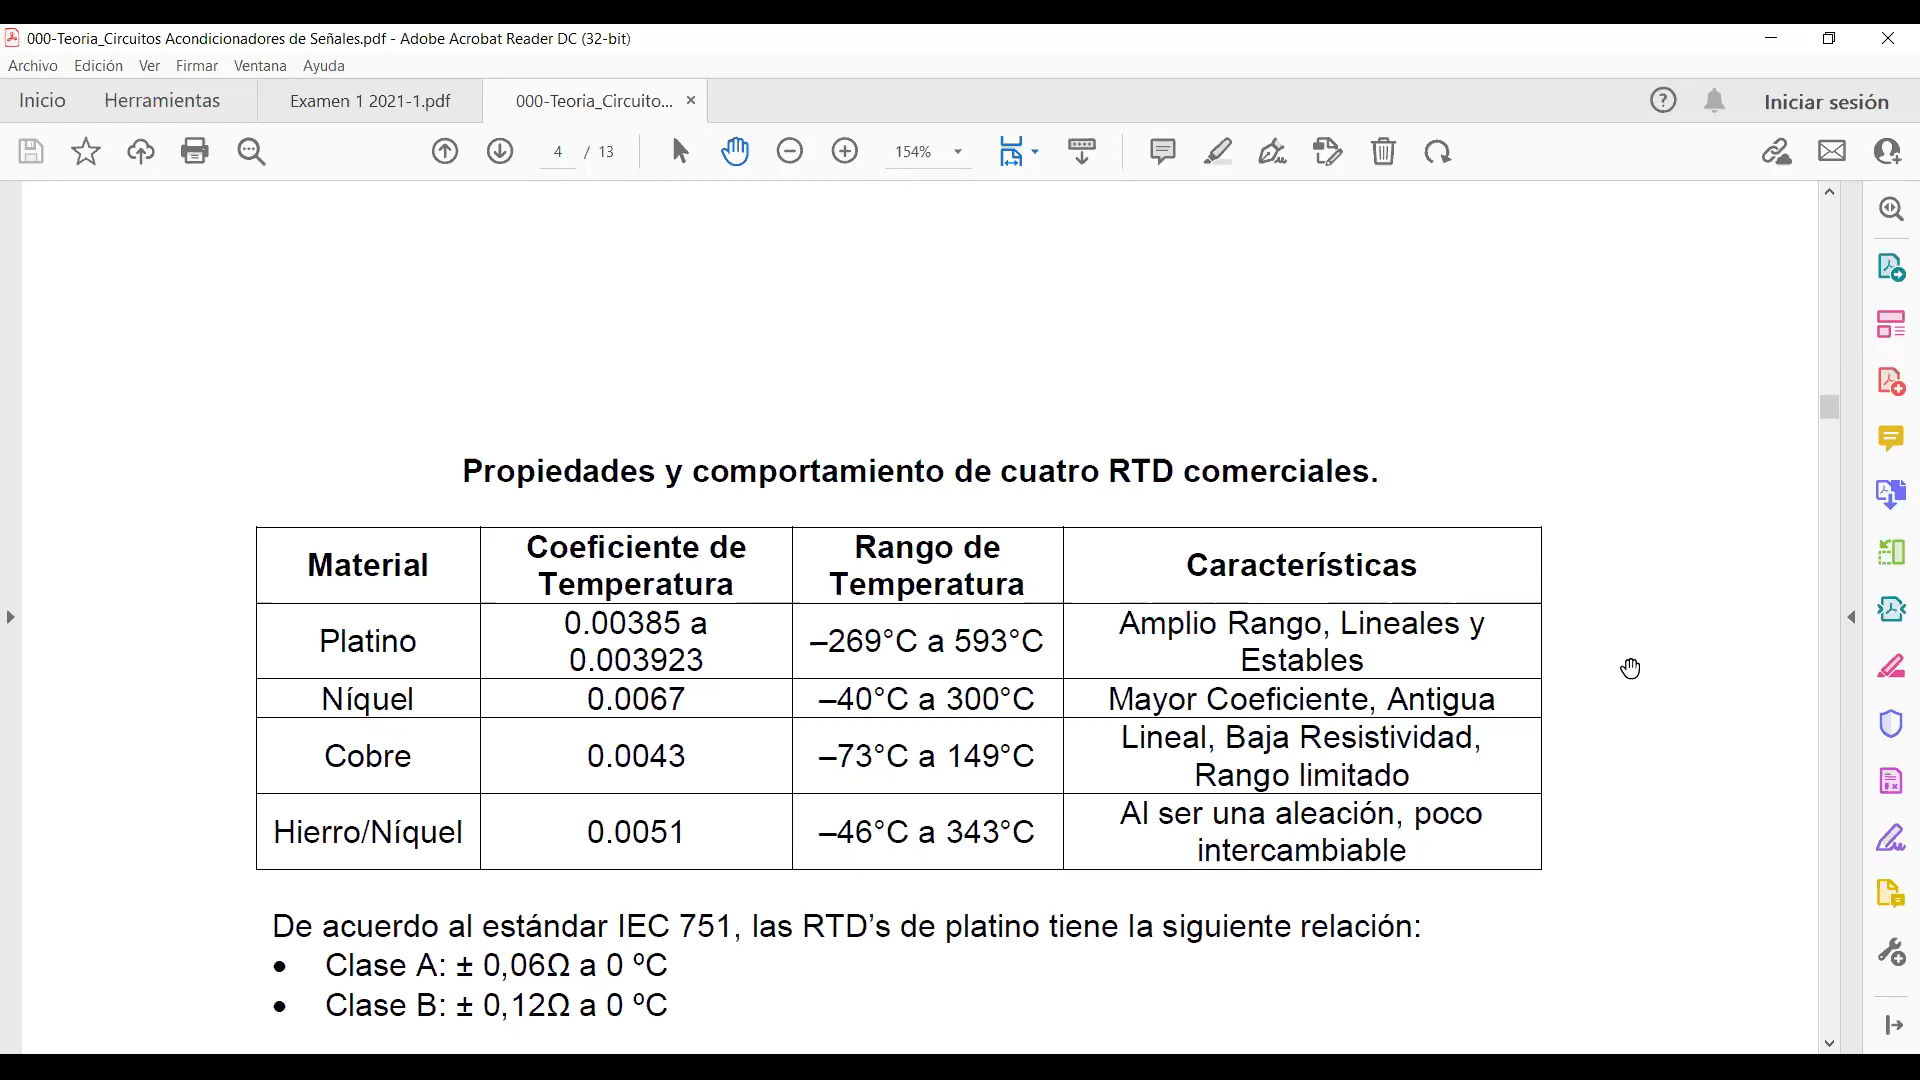 000-Teoria_Circuitos Acondicionadores de Señales.pdf - Adobe Acrobat Reader DC (32-bit)
Archivo Edición Ver Firmar Ventana Ayuda
Inicio Herramientas Examen 1 2021-1.pdf 000-Teoria_Circuito... Iniciar sesión
4 / 13 154%
Propiedades y comportamiento de cuatro RTD comerciales.
Material Coeficiente de Temperatura Rango de Temperatura Características
Platino 0.00385 a 0.003923 –269°C a 593°C Amplio Rango, Lineales y Estables
Níquel 0.0067 –40°C a 300°C Mayor Coeficiente, Antigua
Cobre 0.0043 –73°C a 149°C Lineal, Baja Resistividad, Rango limitado
Hierro/Níquel 0.0051 –46°C a 343°C Al ser una aleación, poco intercambiable
De acuerdo al estándar IEC 751, las RTD’s de platino tiene la siguiente relación:
• Clase A: ± 0,06Ω a 0 ºC
• Clase B: ± 0,12Ω a 0 ºC